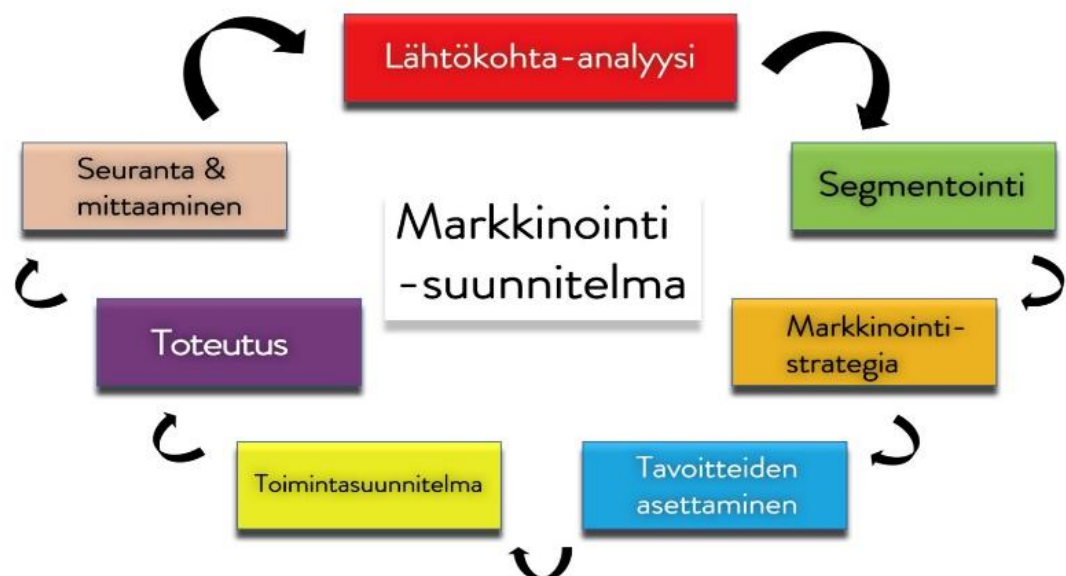 Lähtökohta-analyysi
Segmentointi
Markkinointi-
strategia
Tavoitteiden
asettaminen
Toimintasuunnitelma
Toteutus
Seuranta &
mittaaminen
Markkinointi
-suunnitelma